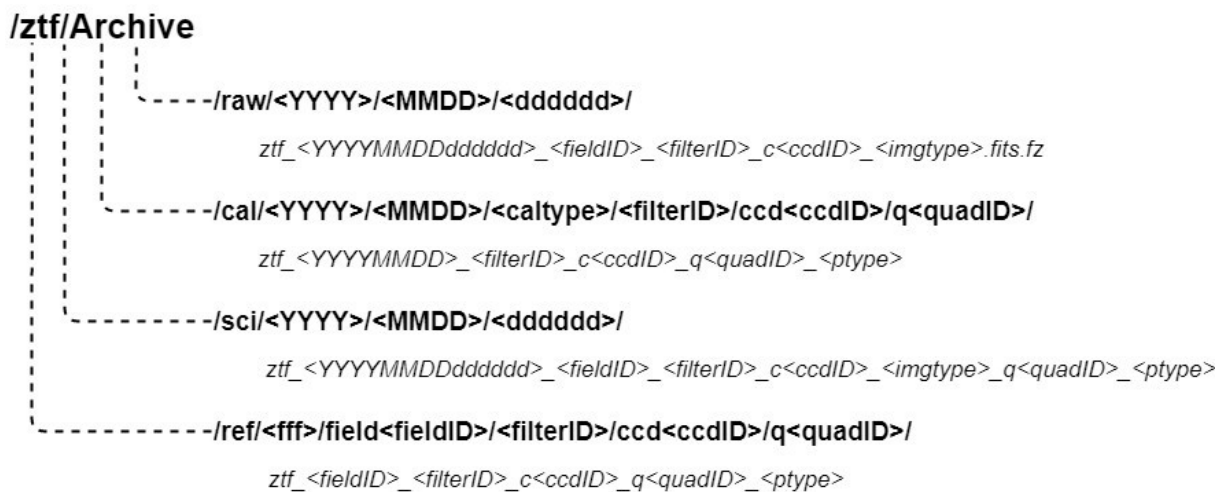 /ztf/Archive
/raw/<YYYY>/<MMDD>/<dddddd>/
ztf_<YYYYMMDDdddddd>_<fieldID>_<filterID>_c<ccdID>_<imgtype>.fits.fz
/cal/<YYYY>/<MMDD>/<caltype>/<filterID>/ccd<ccdID>/q<quadID>/
ztf_<YYYYMMDD>_<filterID>_c<ccdID>_q<quadID>_<ptype>
/sci/<YYYY>/<MMDD>/<dddddd>/
ztf_<YYYYMMDDdddddd>_<fieldID>_<filterID>_c<ccdID>_<imgtype>_q<quadID>_<ptype>
/ref/<fff>/field<fieldID>/<filterID>/ccd<ccdID>/q<quadID>/
ztf_<fieldID>_<filterID>_c<ccdID>_q<quadID>_<ptype>